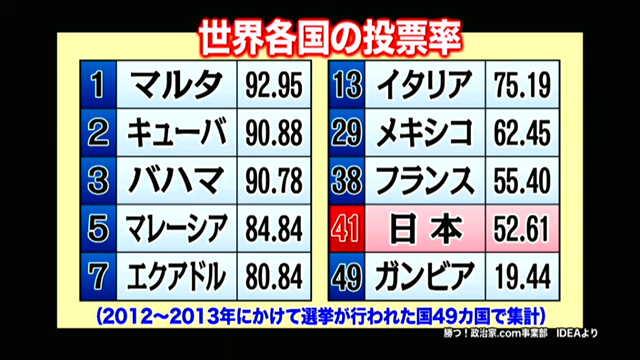 世界各国の投票率
1 マルタ 92.95
2 キューバ 90.88
3 バハマ 90.78
5 マレーシア 84.84
7 エクアドル 80.84
13 イタリア 75.19
29 メキシコ 62.45
38 フランス 55.40
41 日本 52.61
49 ガンビア 19.44
(2012〜2013年にかけて選挙が行われた国49カ国で集計)
勝つ！政治家.com事業部 IDEAより